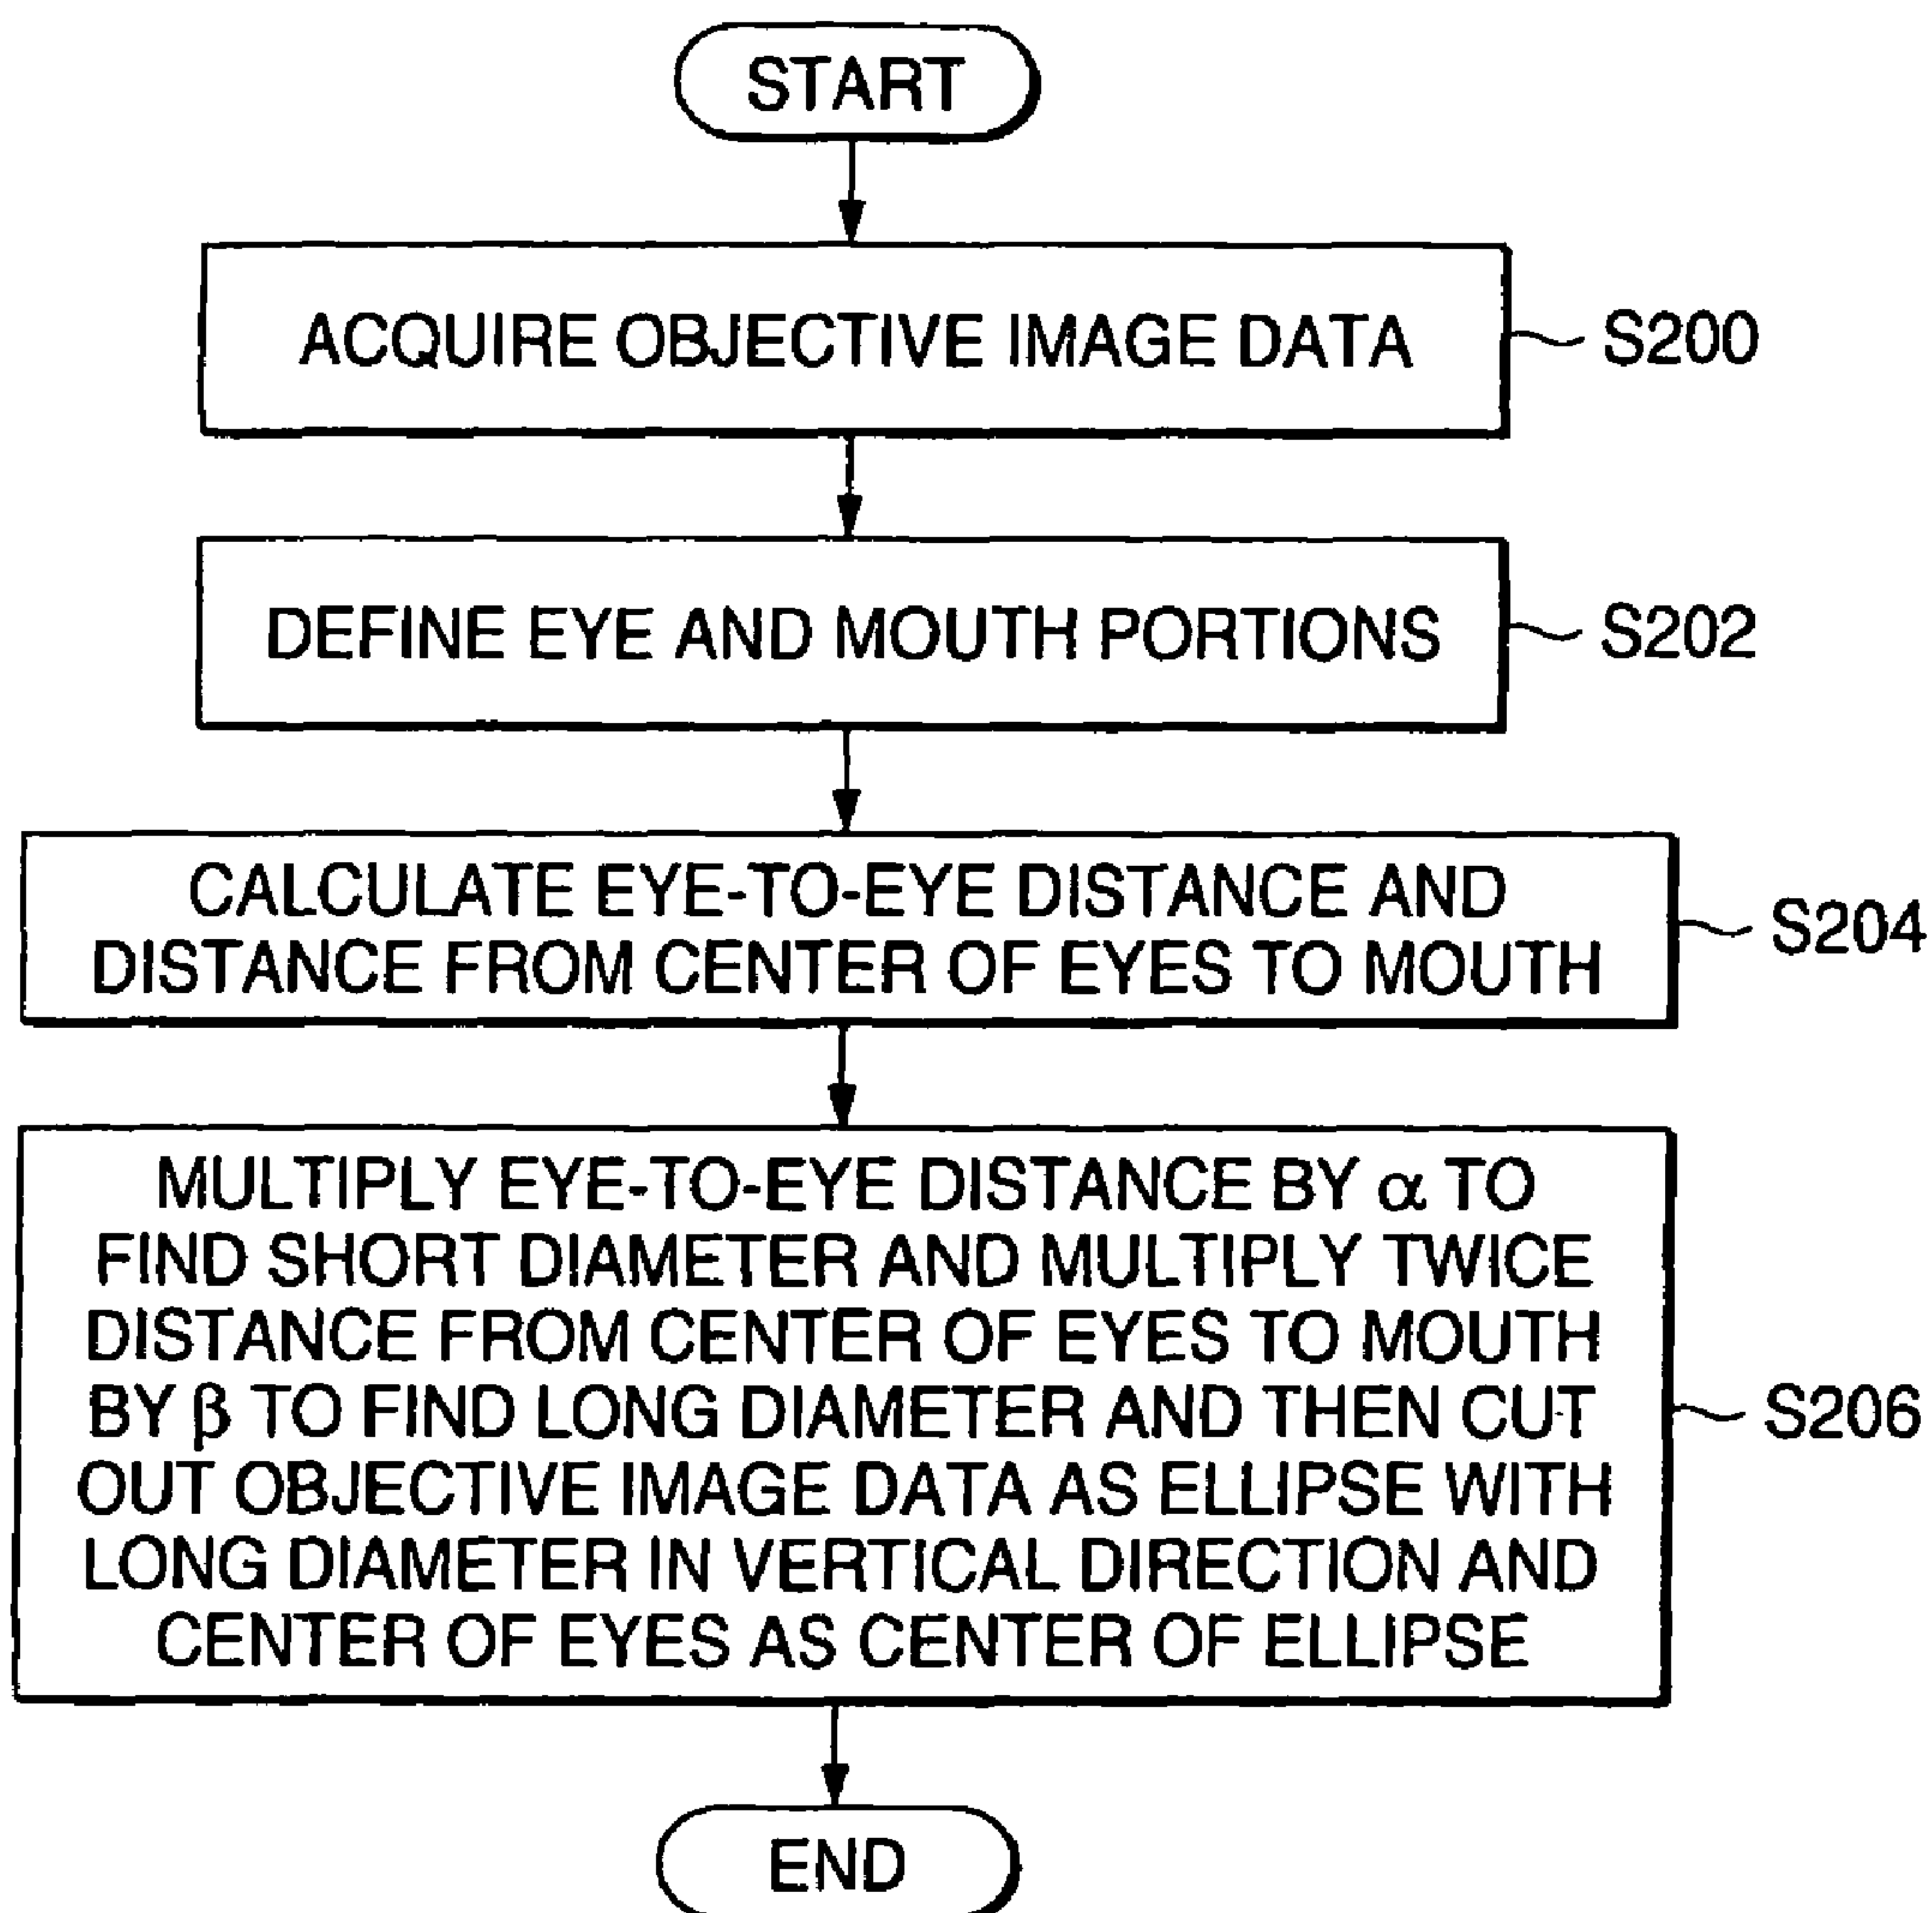 START
ACQUIRE OBJECTIVE IMAGE DATA
S200
DEFINE EYE AND MOUTH PORTIONS
S202
CALCULATE EYE-TO-EYE DISTANCE AND
DISTANCE FROM CENTER OF EYES TO MOUTH
S204
MULTIPLY EYE-TO-EYE DISTANCE BY α TO
FIND SHORT DIAMETER AND MULTIPLY TWICE
DISTANCE FROM CENTER OF EYES TO MOUTH
BY β TO FIND LONG DIAMETER AND THEN CUT
OUT OBJECTIVE IMAGE DATA AS ELLIPSE WITH
LONG DIAMETER IN VERTICAL DIRECTION AND
CENTER OF EYES AS CENTER OF ELLIPSE
S206
END